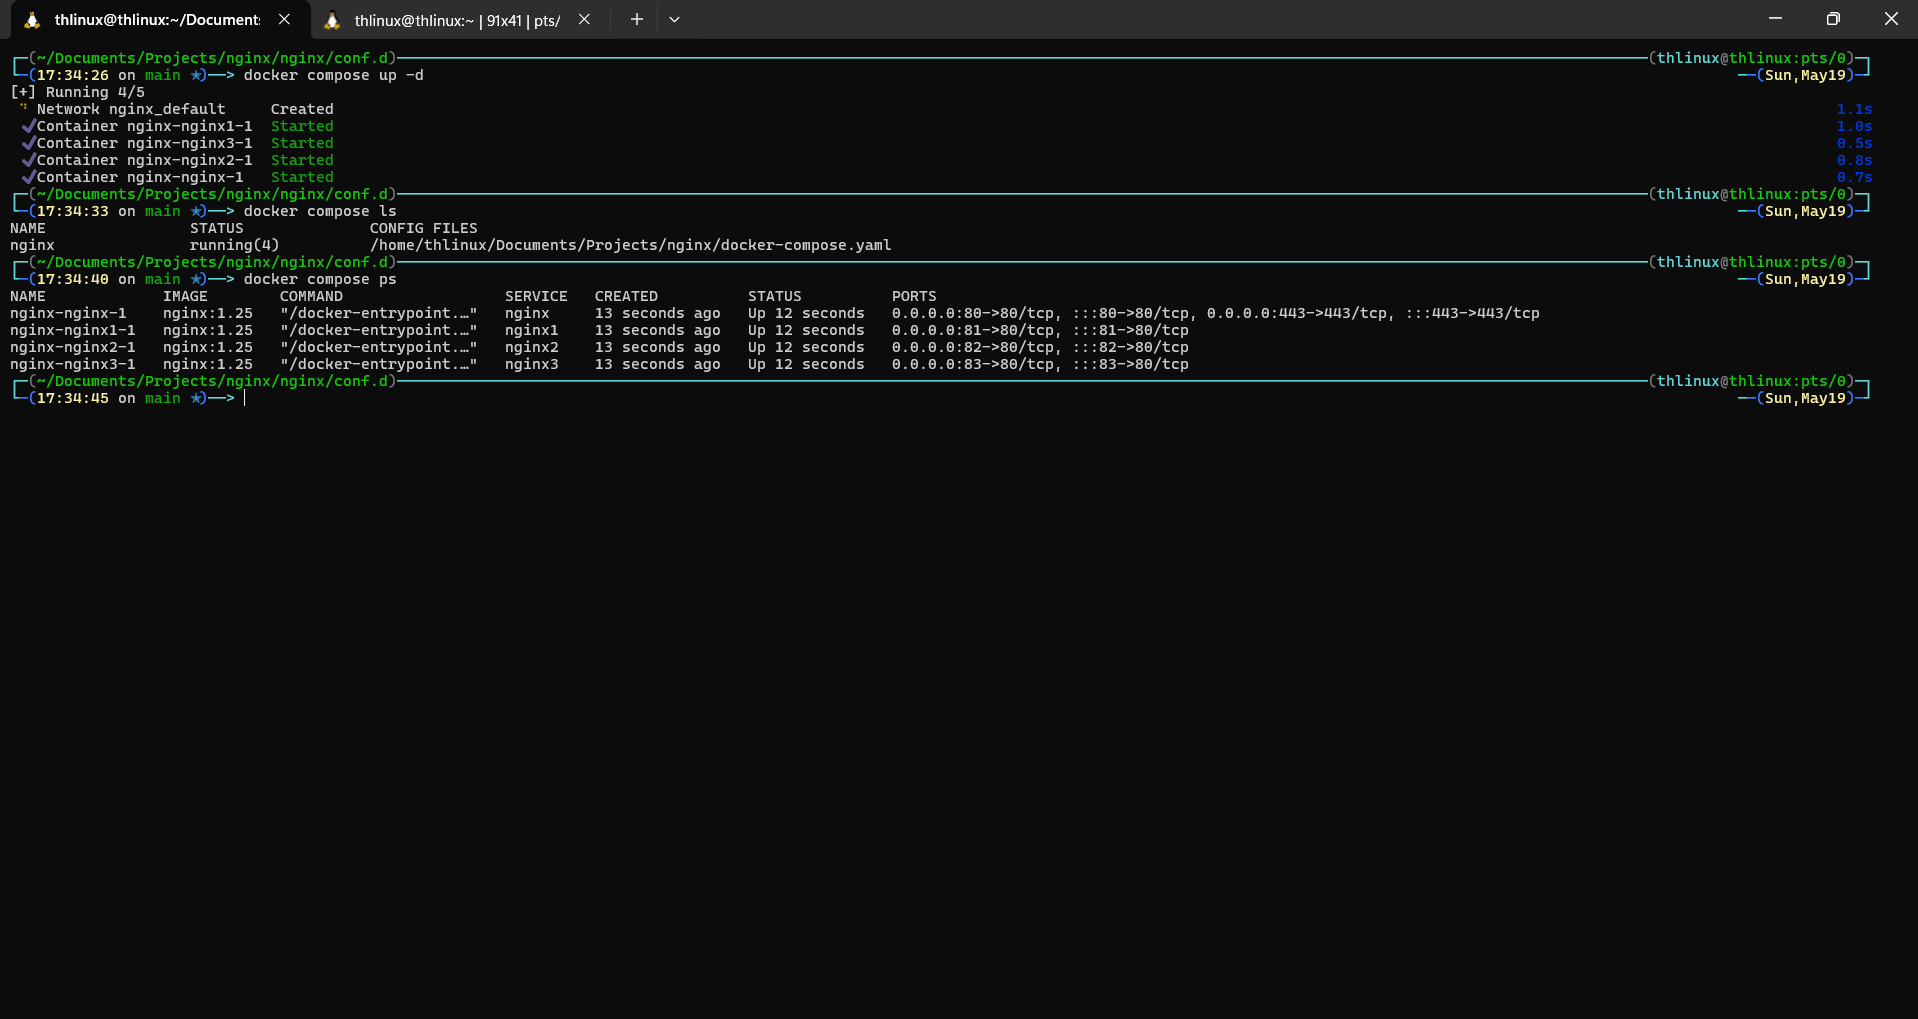 thlinux@thlinux:~/Document: thlinux@thlinux:~ | 91x41 | pts/
┌─(~/Documents/Projects/nginx/nginx/conf.d)─(thlinux@thlinux:pts/0)─┐
└─(17:34:26 on main ★)──> docker compose up -d ──(Sun,May19)─┘
[+] Running 4/5
Network nginx_default Created 1.1s
✔Container nginx-nginx1-1 Started 1.0s
✔Container nginx-nginx3-1 Started 0.5s
✔Container nginx-nginx2-1 Started 0.8s
✔Container nginx-nginx-1 Started 0.7s
┌─(~/Documents/Projects/nginx/nginx/conf.d)─(thlinux@thlinux:pts/0)─┐
└─(17:34:33 on main ★)──> docker compose ls ──(Sun,May19)─┘
NAME STATUS CONFIG FILES
nginx running(4) /home/thlinux/Documents/Projects/nginx/docker-compose.yaml
┌─(~/Documents/Projects/nginx/nginx/conf.d)─(thlinux@thlinux:pts/0)─┐
└─(17:34:40 on main ★)──> docker compose ps ──(Sun,May19)─┘
NAME IMAGE COMMAND SERVICE CREATED STATUS PORTS
nginx-nginx-1 nginx:1.25 "/docker-entrypoint.…" nginx 13 seconds ago Up 12 seconds 0.0.0.0:80->80/tcp, :::80->80/tcp, 0.0.0.0:443->443/tcp, :::443->443/tcp
nginx-nginx1-1 nginx:1.25 "/docker-entrypoint.…" nginx1 13 seconds ago Up 12 seconds 0.0.0.0:81->80/tcp, :::81->80/tcp
nginx-nginx2-1 nginx:1.25 "/docker-entrypoint.…" nginx2 13 seconds ago Up 12 seconds 0.0.0.0:82->80/tcp, :::82->80/tcp
nginx-nginx3-1 nginx:1.25 "/docker-entrypoint.…" nginx3 13 seconds ago Up 12 seconds 0.0.0.0:83->80/tcp, :::83->80/tcp
┌─(~/Documents/Projects/nginx/nginx/conf.d)─(thlinux@thlinux:pts/0)─┐
└─(17:34:45 on main ★)──> ──(Sun,May19)─┘